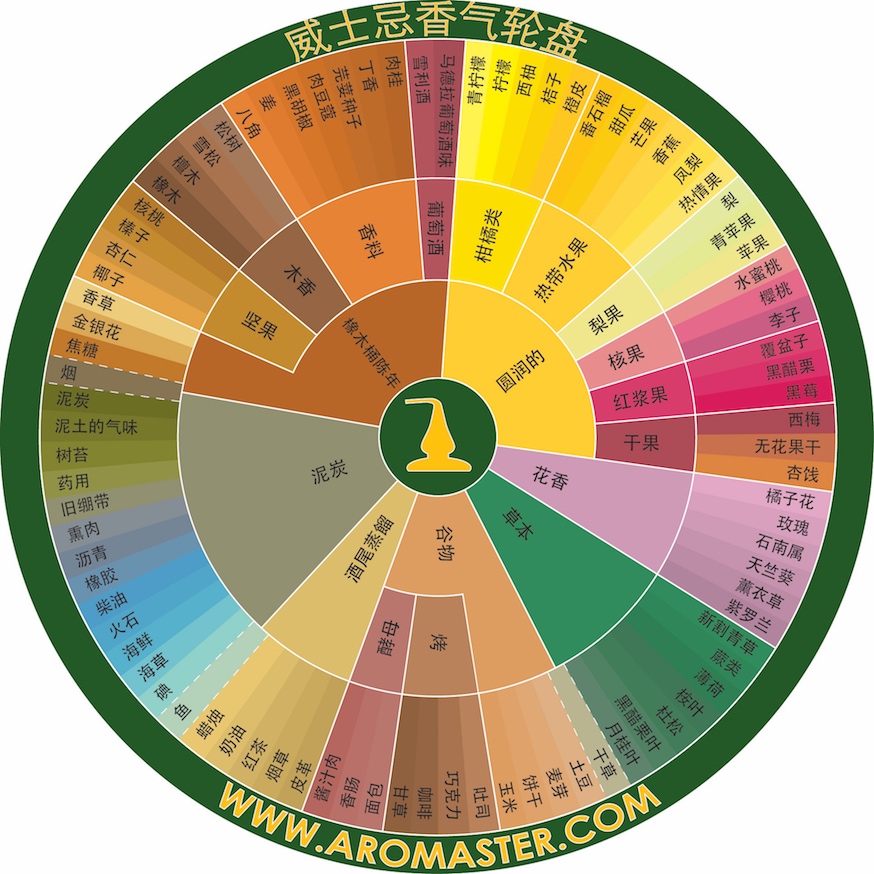 威士忌香气轮盘
青柠檬
柠檬
西柚
桔子
橙皮
番石榴
甜瓜
芒果
香蕉
凤梨
热情果
梨
青苹果
苹果
水蜜桃
樱桃
李子
覆盆子
黑醋栗
黑莓
西梅
无花果干
杏饯
橘子花
玫瑰
石南属
天竺葵
薰衣草
紫罗兰
新割青草
蕨类
薄荷
桉叶
杜松
黑醋栗叶
月桂叶
干草
土豆
麦芽
饼干
玉米
吐司
巧克力
咖啡
甘草
面包
香肠
酱汁肉
皮革
烟草
红茶
奶油
蜡烛
鱼
碘
海草
海鲜
火石
柴油
橡胶
沥青
熏肉
旧绷带
药用
树苔
泥土的气味
泥炭
烟
焦糖
金银花
香草
椰子
杏仁
榛子
核桃
橡木
檀木
雪松
松树
八角
姜
黑胡椒
肉豆蔻
芫荽种子
丁香
肉桂
雪利酒
马德拉葡萄酒味
柑橘类
热带水果
梨果
核果
红浆果
干果
烤
母醪
坚果
木香
香料
葡萄酒
圆润的
花香
草本
谷物
酒尾蒸馏
泥炭
橡木桶陈年
WWW.AROMASTER.COM